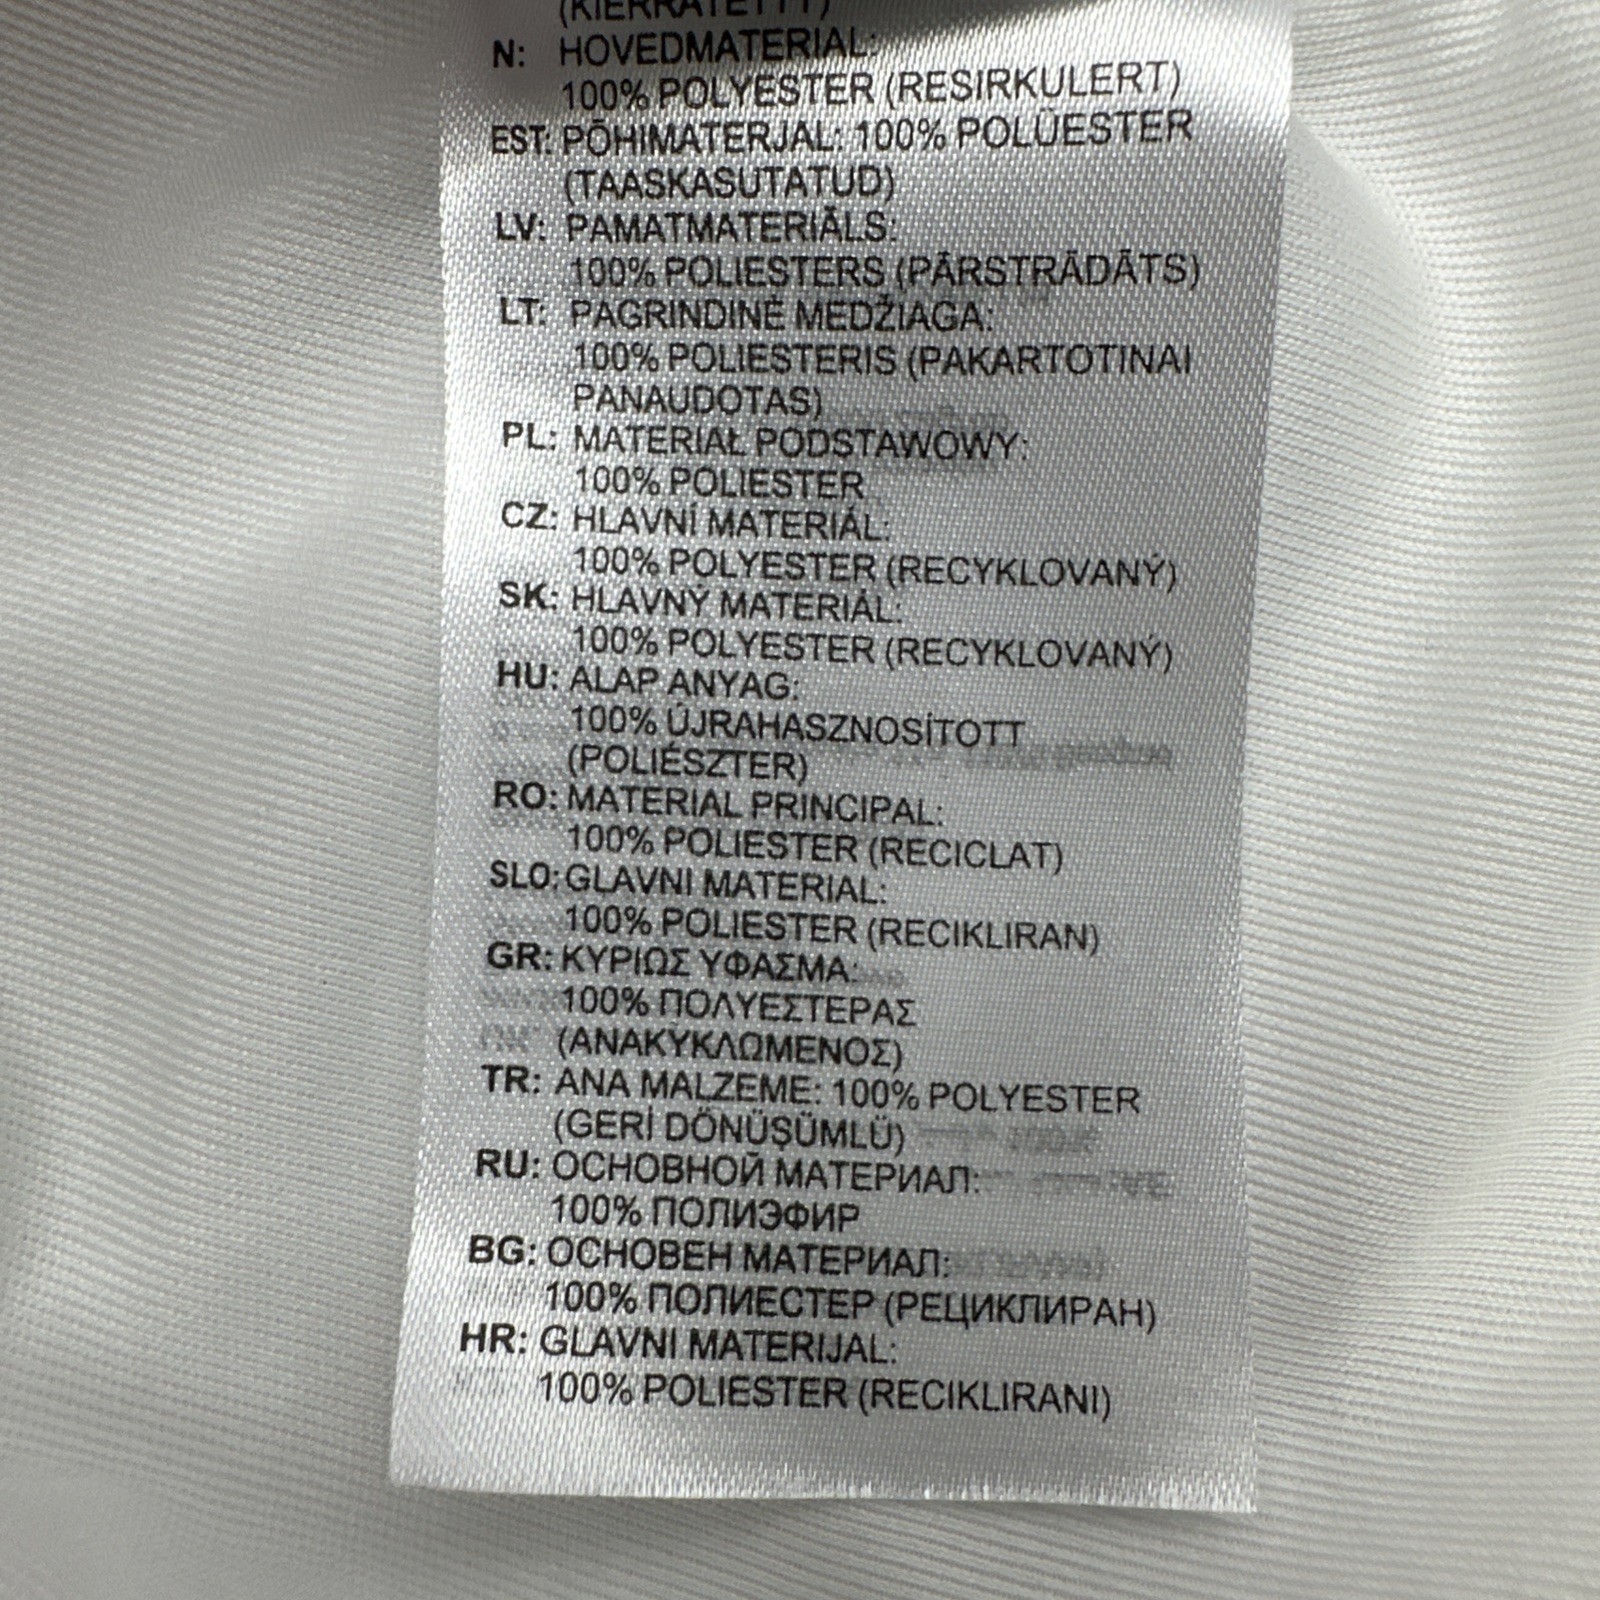 (KIERRÄTETTY)
N: HOVEDMATERIAL:
100% POLYESTER (RESIRKULERT)
EST: PÕHIMATERJAL: 100% POLÜESTER
(TAASKASUTATUD)
LV: PAMATMATERIĀLS:
100% POLIESTERS (PĀRSTRĀDĀTS)
LT: PAGRINDINĖ MEDŽIAGA:
100% POLIESTERIS (PAKARTOTINAI
PANAUDOTAS)
PL: MATERIAŁ PODSTAWOWY:
100% POLIESTER
CZ: HLAVNÍ MATERIÁL:
100% POLYESTER (RECYKLOVANÝ)
SK: HLAVNÝ MATERIÁL:
100% POLYESTER (RECYKLOVANÝ)
HU: ALAP ANYAG:
100% ÚJRAHASZNOSÍTOTT
(POLIÉSZTER)
RO: MATERIAL PRINCIPAL:
100% POLIESTER (RECICLAT)
SLO: GLAVNI MATERIAL:
100% POLIESTER (RECIKLIRAN)
GR: ΚΥΡΙΩΣ ΥΦΑΣΜΑ:
100% ΠΟΛΥΕΣΤΕΡΑΣ
(ΑΝΑΚΥΚΛΩΜΕΝΟΣ)
TR: ANA MALZEME: 100% POLYESTER
(GERİ DÖNÜŞÜMLÜ)
RU: ОСНОВНОЙ МАТЕРИАЛ:
100% ПОЛИЭФИР
BG: ОСНОВЕН МАТЕРИАЛ:
100% ПОЛИЕСТЕР (РЕЦИКЛИРАН)
HR: GLAVNI MATERIJAL:
100% POLIESTER (RECIKLIRANI)